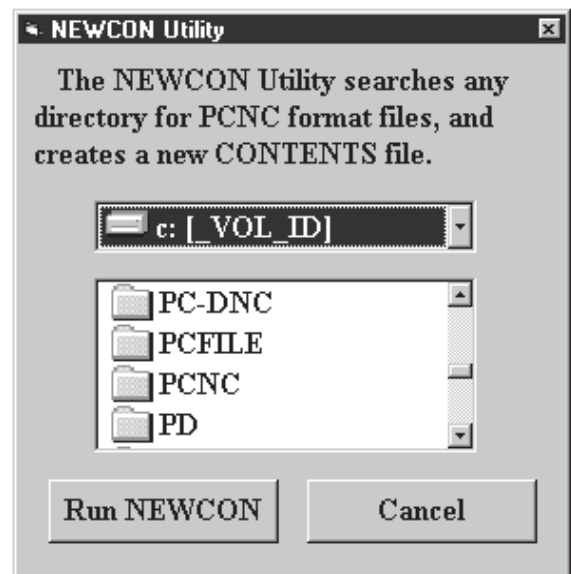 NEWCON Utility
The NEWCON Utility searches any
directory for PCNC format files, and
creates a new CONTENTS file.
c: [_VOL_ID]
PC-DNC
PCFILE
PCNC
PD
Run NEWCON
Cancel